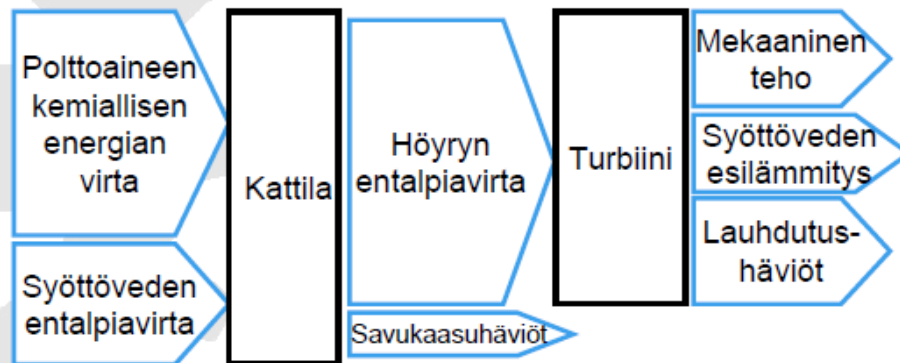 Polttoaineen
kemiallisen
energian
virta
Syöttöveden
entalpiavirta
Kattila
Höyryn
entalpiavirta
Savukaasuhäviöt
Turbiini
Mekaaninen
teho
Syöttöveden
esilämmitys
Lauhdutus-
häviöt